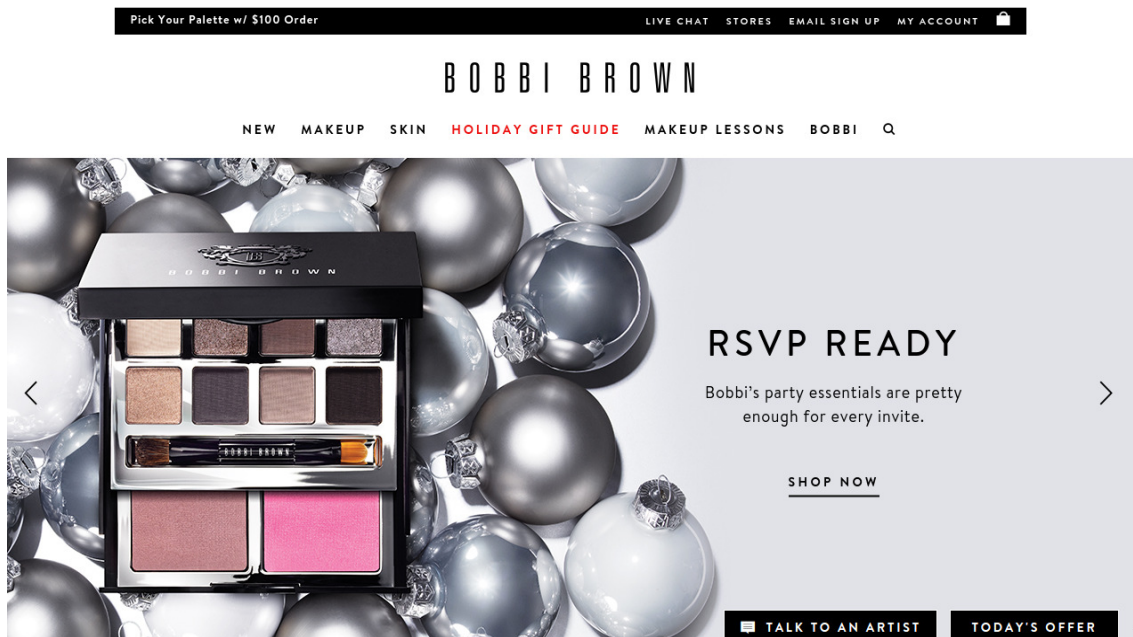 Pick Your Palette w/ $100 Order
LIVE CHAT STORES EMAIL SIGN UP MY ACCOUNT
BOBBI BROWN
NEW MAKEUP SKIN HOLIDAY GIFT GUIDE MAKEUP LESSONS BOBBI
BB
BOBBI BROWN
RSVP READY
Bobbi's party essentials are pretty
enough for every invite.
BOBBI BROWN
SHOP NOW
TALK TO AN ARTIST TODAY'S OFFER